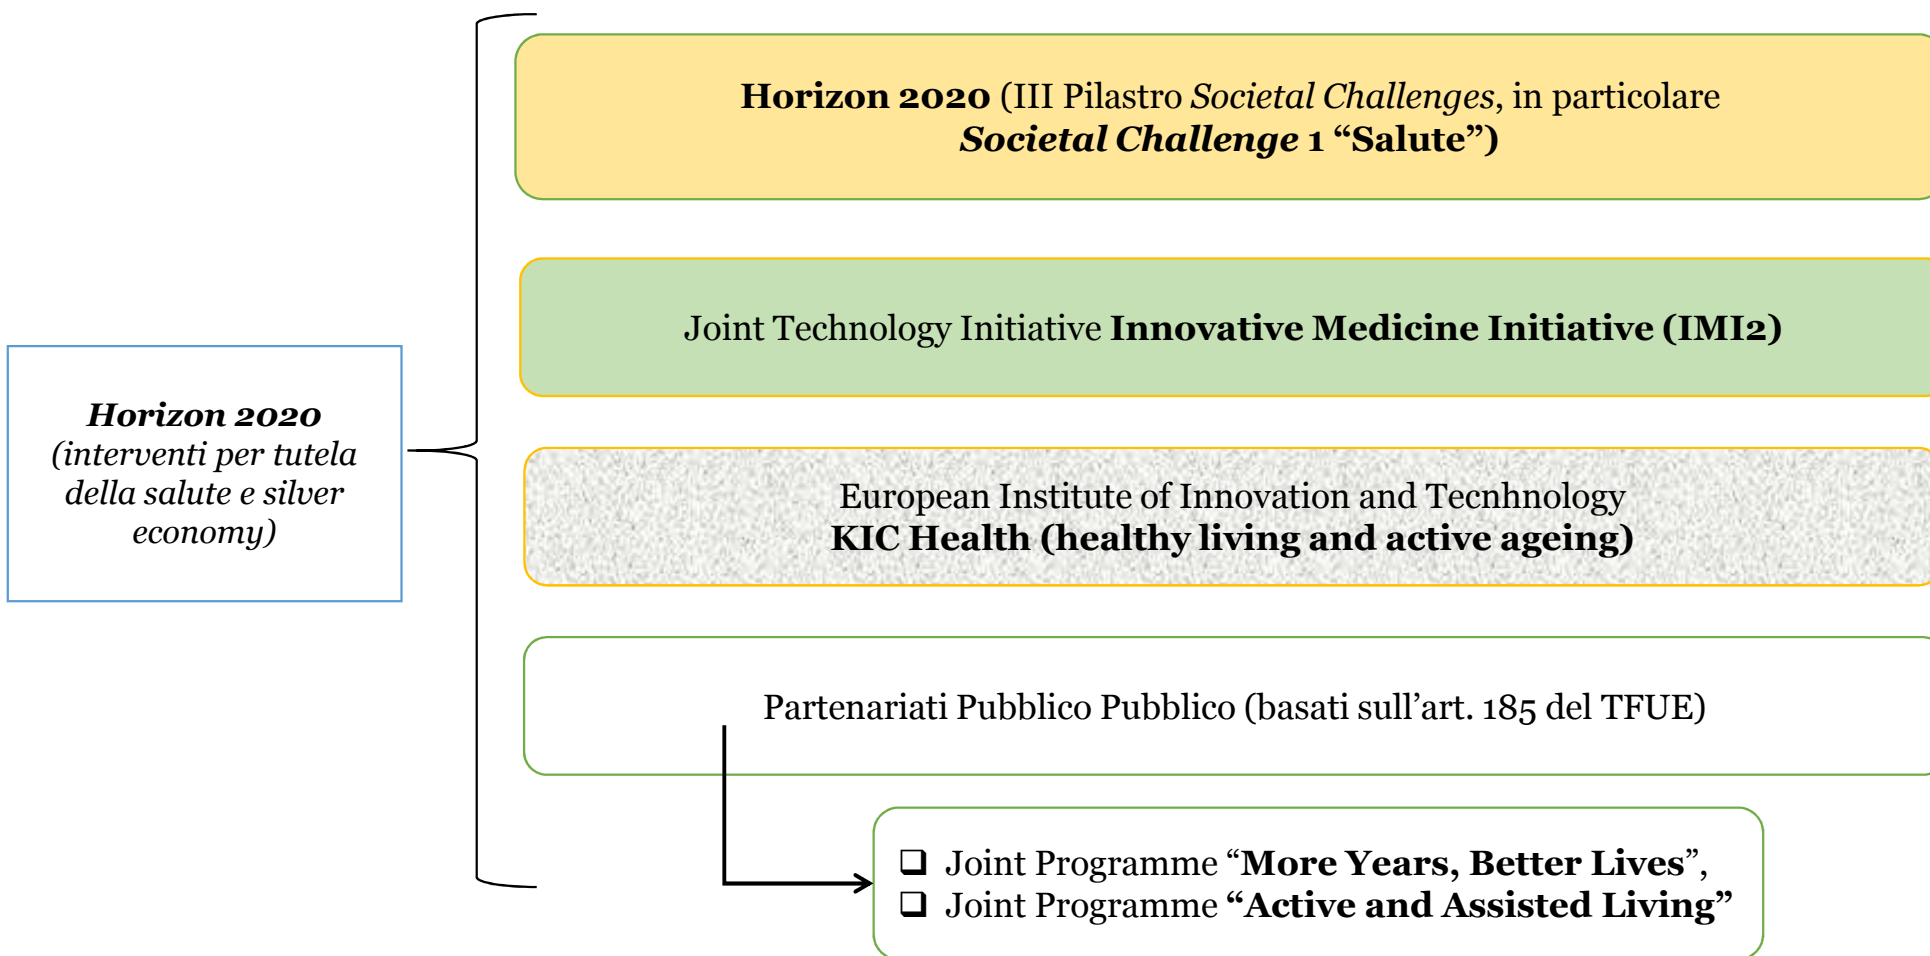 Horizon 2020 (III Pilastro Societal Challenges, in particolare
Societal Challenge 1 “Salute”)
Joint Technology Initiative Innovative Medicine Initiative (IMI2)
Horizon 2020
(interventi per tutela
della salute e silver
economy)
European Institute of Innovation and Tecnhnology
KIC Health (healthy living and active ageing)
Partenariati Pubblico Pubblico (basati sull’art. 185 del TFUE)
❑ Joint Programme “More Years, Better Lives”,
❑ Joint Programme “Active and Assisted Living”